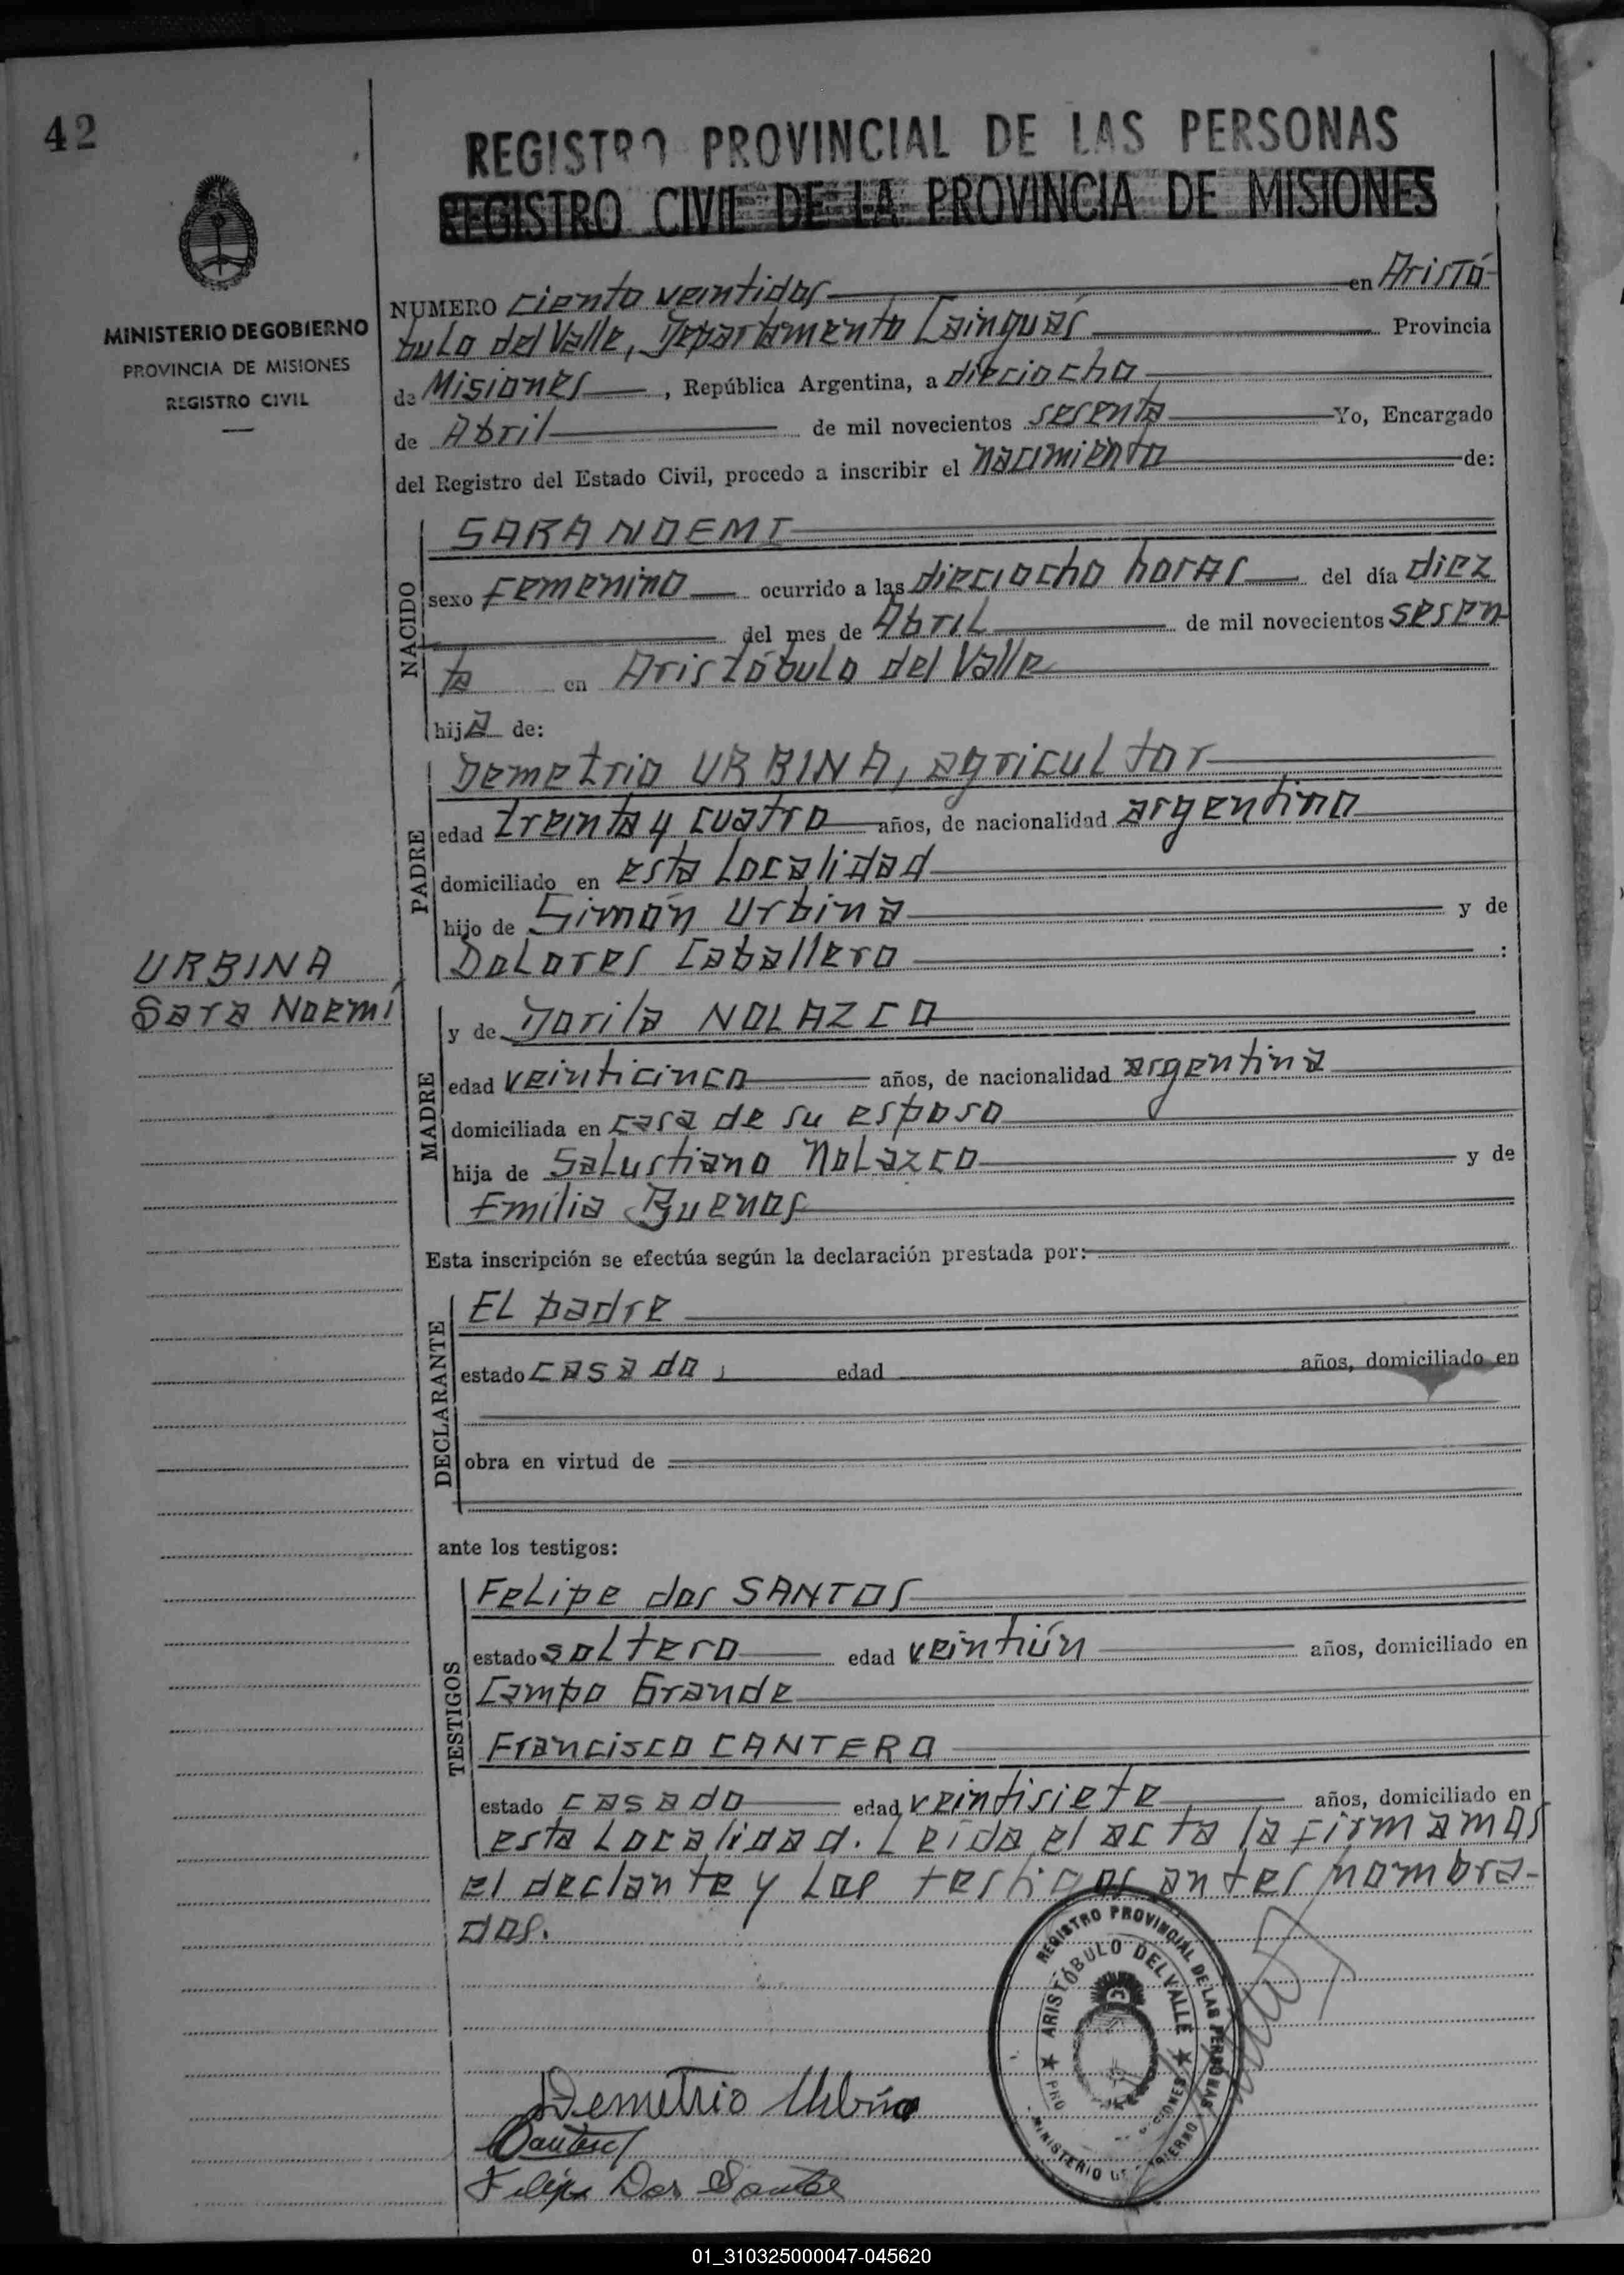 42
REGISTRO PROVINCIAL DE LAS PERSONAS
REGISTRO CIVIL DE LA PROVINCIA DE MISIONES
MINISTERIO DE GOBIERNO
PROVINCIA DE MISIONES
REGISTRO CIVIL
NUMERO ciento veintidos en Aristó-
bulo del Valle, Departamento Cainguás Provincia
de Misiones, República Argentina, a dieciocho
de Abril de mil novecientos sesenta Yo, Encargado
del Registro del Estado Civil, procedo a inscribir el nacimiento de:
NACIDO
SARA NOEMI
sexo femenino ocurrido a las dieciocho horas del día diez
del mes de Abril de mil novecientos sesen
ta en Aristóbulo del Valle
hija de:
PADRE
Demetrio URBINA, agricultor
edad treinta y cuatro años, de nacionalidad argentino
domiciliado en esta Localidad
hijo de Simón Urbina y de
Dolores Caballero :
URBINA
Sara Noemí
MADRE
y de Dorila NOLAZCO
edad veinticinco años, de nacionalidad argentina
domiciliada en casa de su esposo
hija de Salustiano Nolazco y de
Emilia Buenos
Esta inscripción se efectúa según la declaración prestada por:
DECLARANTE
EL padre
estado casado, edad años, domiciliado en
obra en virtud de
ante los testigos:
TESTIGOS
Felipe dos SANTOS
estado soltero edad veintiún años, domiciliado en
Campo Grande
Francisco CANTERO
estado casado edad veintisiete años, domiciliado en
esta Localidad. Leída el acta la firmamos
el declante y los testigos antes nombra-
dos.
REGISTRO PROVINCIAL DE LAS PERSONAS
ARISTÓBULO DEL VALLE
MINISTERIO DE GOBIERNO
Demetrio Urbina
Felipe Dos Santos
01_310325000047-045620